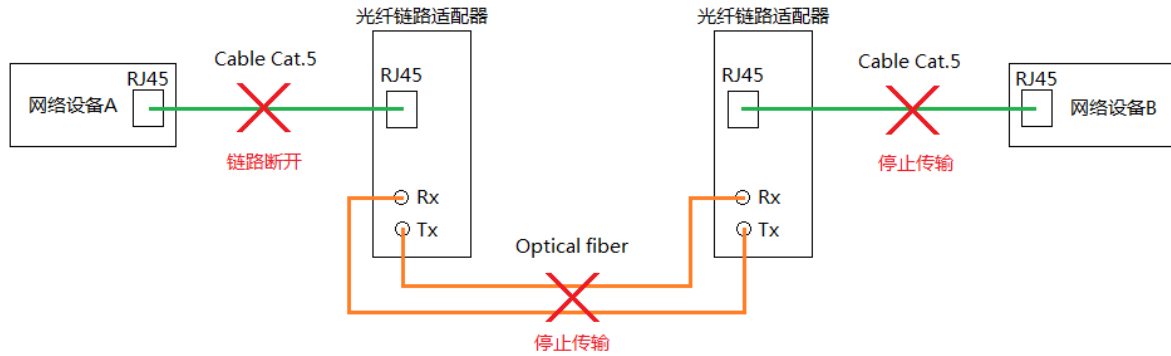 光纤链路适配器
光纤链路适配器
Cable Cat.5
Cable Cat.5
RJ45
RJ45
RJ45
RJ45
网络设备A
网络设备B
链路断开
停止传输
Rx
Rx
Tx
Tx
Optical fiber
停止传输